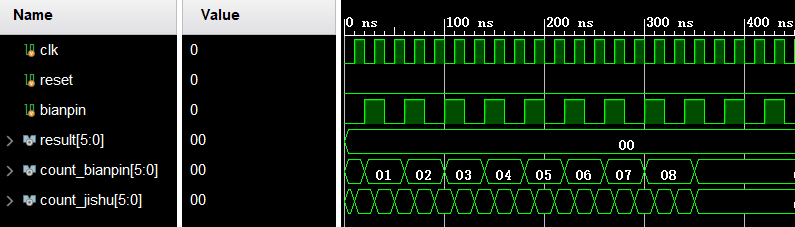 Name Value
0 ns 100 ns 200 ns 300 ns 400 ns
clk 0
reset 0
bianpin 0
result[5:0] 00 00
count_bianpin[5:0] 00 01 02 03 04 05 06 07 08
count_jishu[5:0] 00